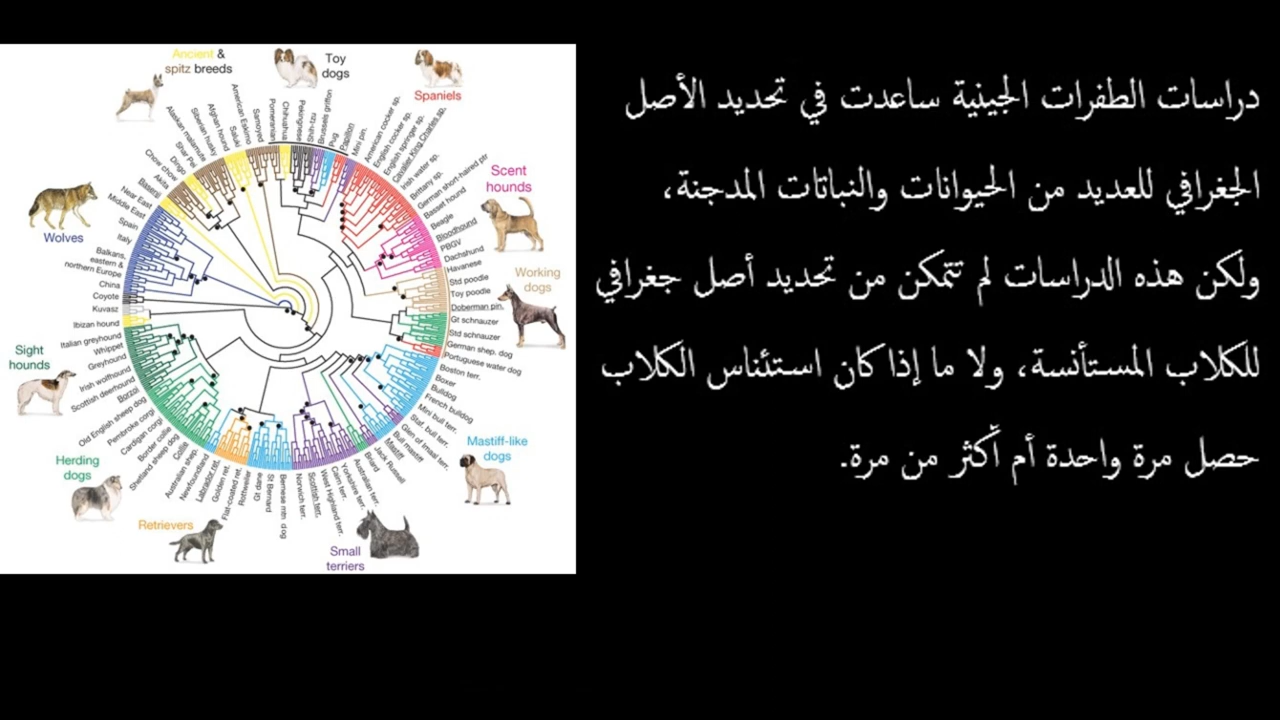 دراسات الطفرات الجينية ساعدت في تحديد الأصل
الجغرافي للعديد من الحيوانات والنباتات المدجنة،
ولكن هذه الدراسات لم تتمكن من تحديد أصل جغرافي
للكلاب المستأنسة، ولا ما إذا كان استئناس الكلاب
حصل مرة واحدة أم أكثر من مرة.
Ancient &
spitz breeds
Toy
dogs
Spaniels
Scent
hounds
Working
dogs
Mastiff-like
dogs
Small
terriers
Retrievers
Herding
dogs
Sight
hounds
Wolves
Coyote
China
Balkans,
eastern &
northern Europe
Italy
Spain
Middle East
Near East
Basenji
Akita
Chow chow
Dingo
Shar Pei
Alaskan malamute
Siberian husky
Afghan hound
Saluki
American Eskimo
Samoyed
Pomeranian
Chihuahua
Pekingnese
Shih-tzu
Brussels griffon
Pug
Papillon
Mini pin.
American cocker sp.
English cocker sp.
English springer sp.
Cavalier King Charles sp.
Irish water sp.
Brittany sp.
German short-haired ptr
Basset hound
Beagle
Bloodhound
PBGV
Dachshund
Havanese
Std poodle
Toy poodle
Doberman pin.
Gt schnauzer
Std schnauzer
German shep. dog
Portuguese water dog
Boston terr.
Boxer
Bulldog
French bulldog
Mini bull terr.
Staf. bull terr.
Glen of Imaal terr.
Bull mastiff
Mastiff
Jack Russell
Briard
Australian terr.
Yorkshire terr.
Cairn terr.
West Highland terr.
Scottish terr.
Norwich terr.
Bernese mtn dog
St Bernard
Gt dane
Rottweiler
Flat-coated ret.
Golden ret.
Labrador ret.
Newfoundland
Australian shep.
Collie
Shetland sheep dog
Border collie
Cardigan corgi
Pembroke corgi
Old English sheep dog
Borzoi
Scottish deerhound
Irish wolfhound
Greyhound
Whippet
Italian greyhound
Ibizan hound
Kuvasz